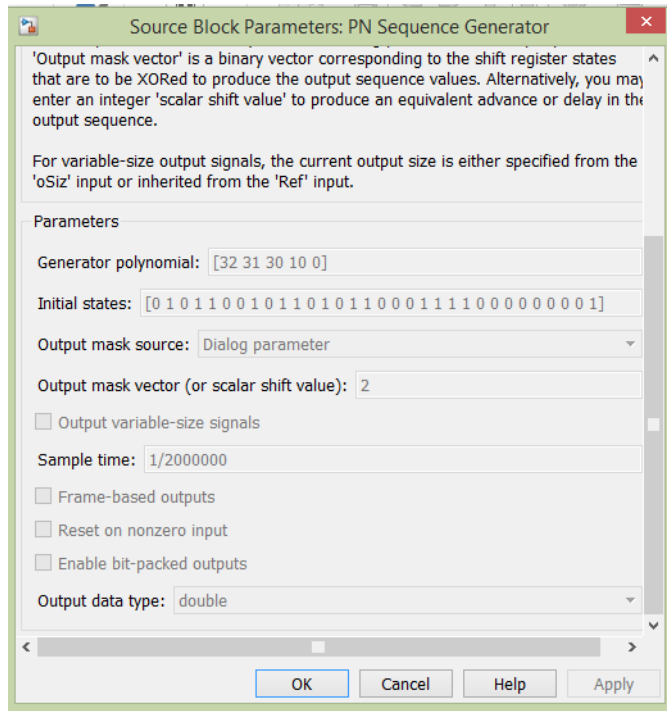 Source Block Parameters: PN Sequence Generator
'Output mask vector' is a binary vector corresponding to the shift register states
that are to be XORed to produce the output sequence values. Alternatively, you may
enter an integer 'scalar shift value' to produce an equivalent advance or delay in the
output sequence.
For variable-size output signals, the current output size is either specified from the
'oSiz' input or inherited from the 'Ref' input.
Parameters
Generator polynomial: [32 31 30 10 0]
Initial states: [0 1 0 1 1 0 0 1 0 1 1 0 1 0 1 1 0 0 0 1 1 1 1 0 0 0 0 0 0 0 0 1]
Output mask source: Dialog parameter
Output mask vector (or scalar shift value): 2
Output variable-size signals
Sample time: 1/2000000
Frame-based outputs
Reset on nonzero input
Enable bit-packed outputs
Output data type: double
OK Cancel Help Apply